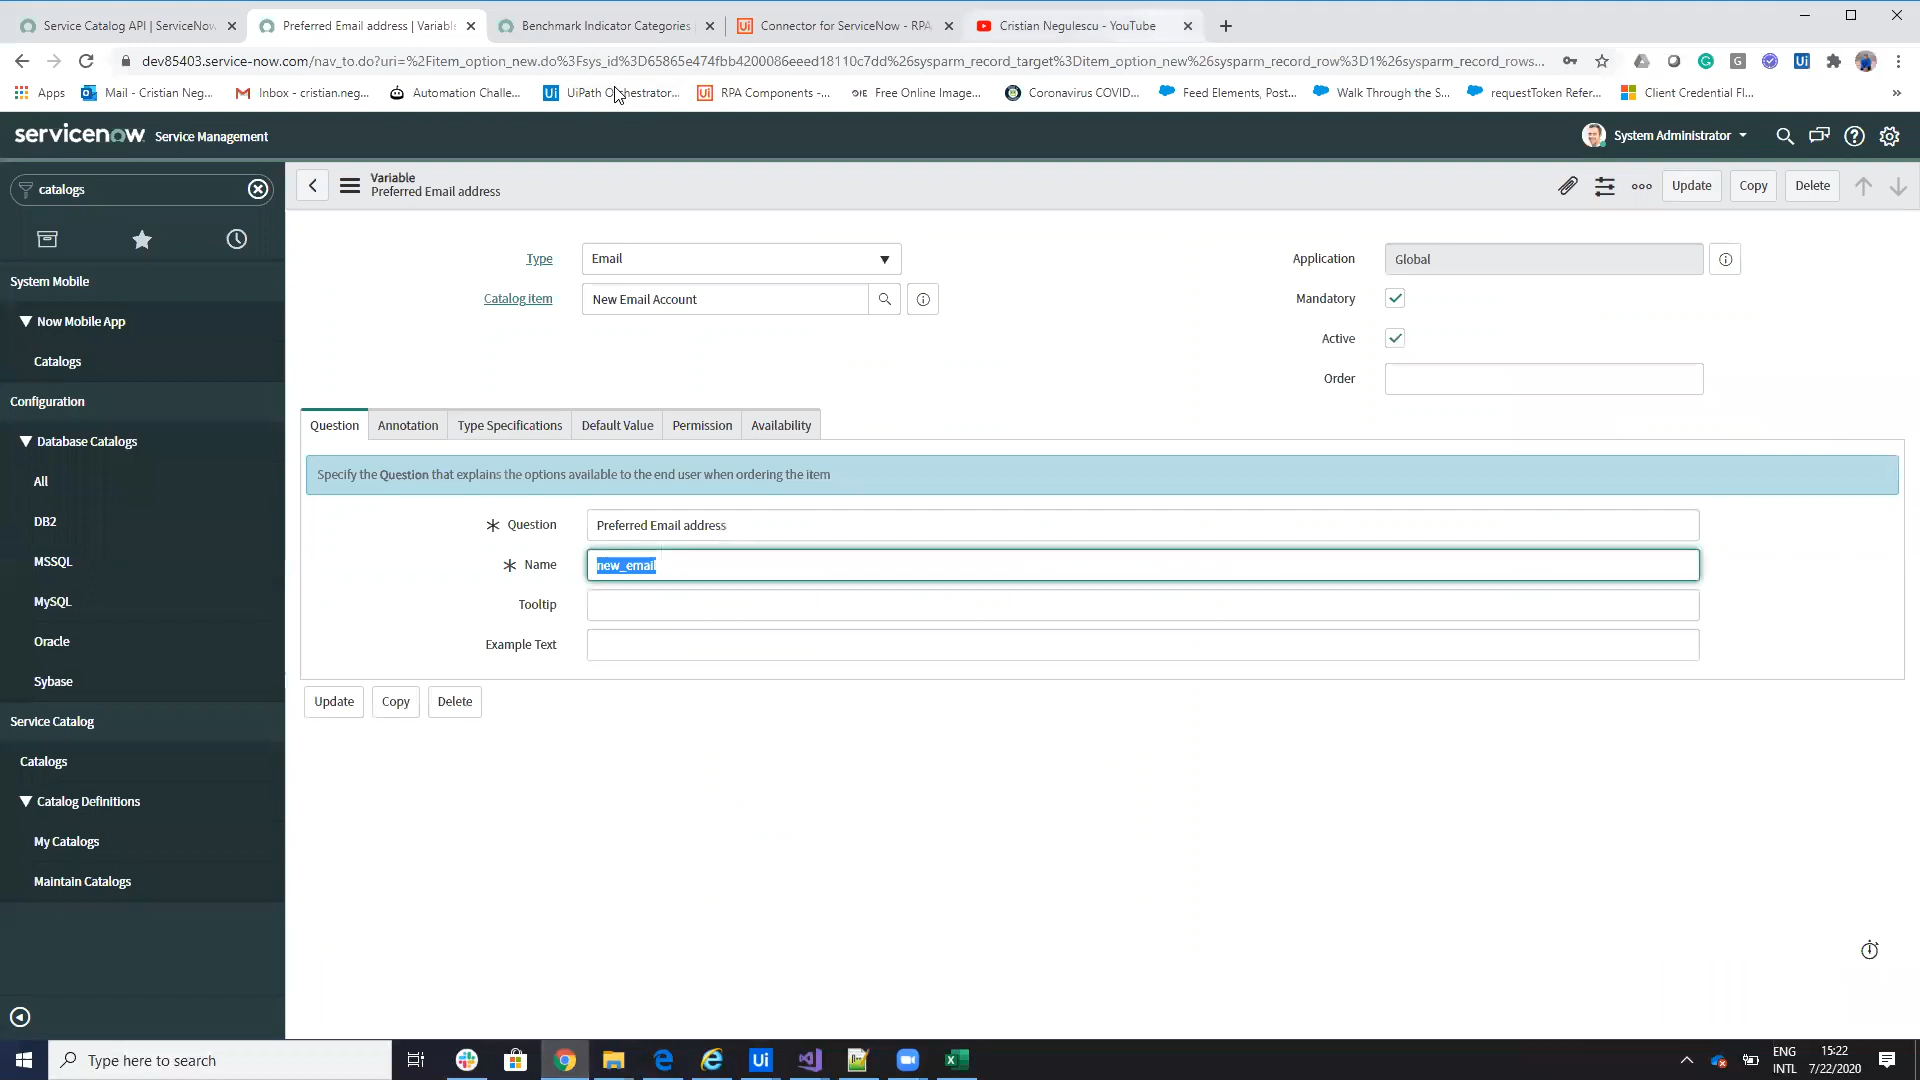 Service Catalog API | ServiceNow
Preferred Email address | Variable
Benchmark Indicator Categories
Connector for ServiceNow - RPA
Cristian Negulescu - YouTube
dev85403.service-now.com/nav_to.do?uri=%2Fitem_option_new.do%3Fsys_id%3D65865e474fbb4200086eeed18110c7dd%26sysparm_record_target%3Ditem_option_new%26sysparm_record_row%3D1%26sysparm_record_rows...
Apps
Mail - Cristian Neg...
Inbox - cristian.neg...
Automation Challe...
UiPath Orchestrator...
RPA Components -...
Free Online Image...
Coronavirus COVID...
Feed Elements, Post...
Walk Through the S...
requestToken Refer...
Client Credential Fl...
»
servicenow Service Management
System Administrator
catalogs
Variable
Preferred Email address
Update
Copy
Delete
System Mobile
Now Mobile App
Catalogs
Configuration
Database Catalogs
All
DB2
MSSQL
MySQL
Oracle
Sybase
Service Catalog
Catalogs
Catalog Definitions
My Catalogs
Maintain Catalogs
Type Email
Catalog item New Email Account
Application Global
Mandatory
Active
Order
Question
Annotation
Type Specifications
Default Value
Permission
Availability
Specify the Question that explains the options available to the end user when ordering the item
Question Preferred Email address
Name new_email
Tooltip
Example Text
Update
Copy
Delete
Type here to search
ENG
INTL
15:22
7/22/2020